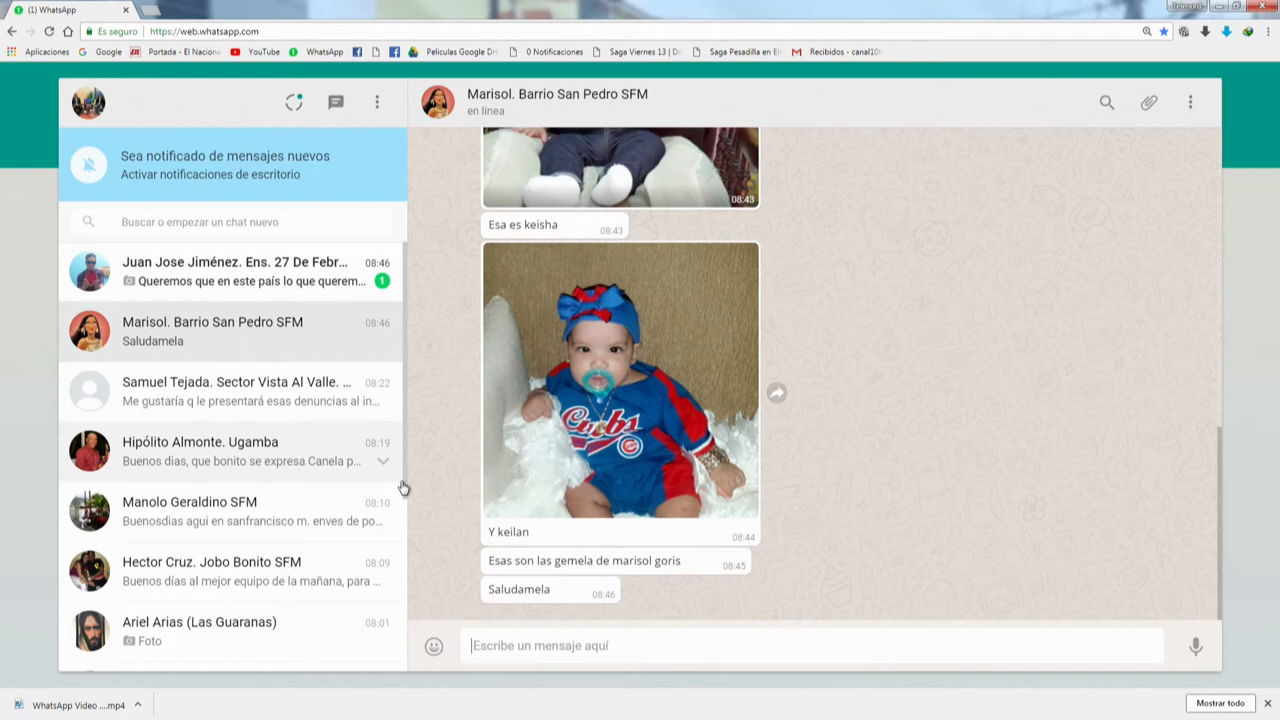 (1) WhatsApp
Es seguro
https://web.whatsapp.com
Aplicaciones
Google
Portada - El Naciona
YouTube
WhatsApp
Peliculas Google Dri
0 Notificaciones
Saga Viernes 13 | Do
Saga Pesadilla en El
Recibidos - canal10
Marisol. Barrio San Pedro SFM
en línea
Sea notificado de mensajes nuevos
Activar notificaciones de escritorio
Buscar o empezar un chat nuevo
Juan Jose Jiménez. Ens. 27 De Febr... 08:46
Queremos que en este país lo que querem... 1
Marisol. Barrio San Pedro SFM 08:46
Saludamela
Samuel Tejada. Sector Vista Al Valle. ... 08:22
Me gustaría q le presentará esas denuncias al in...
Hipólito Almonte. Ugamba 08:19
Buenos dias, que bonito se expresa Canela p...
Manolo Geraldino SFM 08:10
Buenosdias agui en sanfrancisco m. enves de po...
Hector Cruz. Jobo Bonito SFM 08:09
Buenos días al mejor equipo de la mañana, para ...
Ariel Arias (Las Guaranas) 08:01
Foto
08:43
Esa es keisha 08:43
Cubs
Y keilan 08:44
Esas son las gemela de marisol goris 08:45
Saludamela 08:46
Escribe un mensaje aquí
WhatsApp Video ....mp4
Mostrar todo